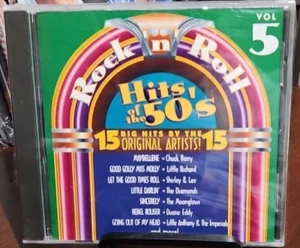 VOL 5
Rock 'n' Roll
Hits!
of the '50s
15 BIG HITS BY THE 15
ORIGINAL ARTISTS!
MAYBELLENE • Chuck Berry
GOOD GOLLY MISS MOLLY • Little Richard
LET THE GOOD TIMES ROLL • Shirley & Lee
LITTLE DARLIN' • The Diamonds
SINCERELY • The Moonglows
REBEL ROUSER • Duane Eddy
GOING OUT OF MY HEAD • Little Anthony & The Imperials
and more!